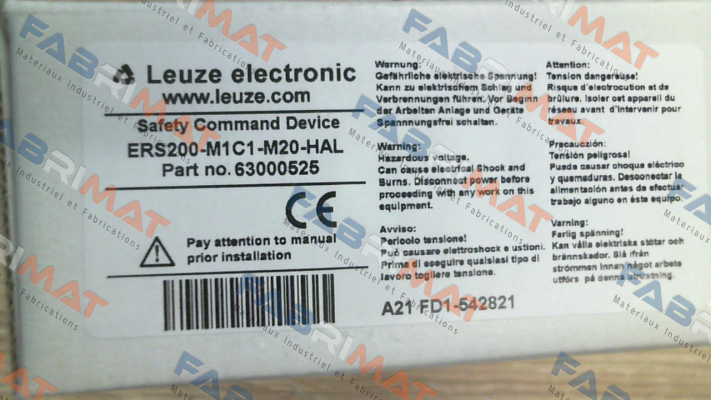 Leuze electronic
www.leuze.com
Safety Command Device
ERS200-M1C1-M20-HAL
Part no. 63000525
CE
Pay attention to manual
prior installation
Warnung:
Gefährliche elektrische Spannung!
Kann zu elektrischem Schlag und
Verbrennungen führen. Vor Beginn
der Arbeiten Anlage und Geräte
Spannnungsfrei schalten.
Warning:
Hazardous voltage.
Can cause electrical Shock and
Burns. Disconnect power before
proceeding with any work on this
equipment.
Avviso:
Pericolo tensione!
Può causare elettroshock e ustioni.
Prima di eseguire qualsiasi tipo di
lavoro togliere tensione.
Attention:
Tension dangereuse!
Risque d'electrocution et de
brûlure. Isoler cet appareil du
réseau avant d'intervenir pour
travaux.
Precaución:
Tensión peligrosa!
Puede causar choque eléctrico
y quemaduras. Desconectar la
alimentación antes de efectuar
trabajo alguno en éste equipo.
Varning:
Farlig spänning!
Kan vålla elektriska stötar och
brännskador. Slå ifrån
strömmen innan något arbete
utförs på denna utrustning.
A21 FD1-542821
FABRIMAT
Matériaux Industriel et Fabrications